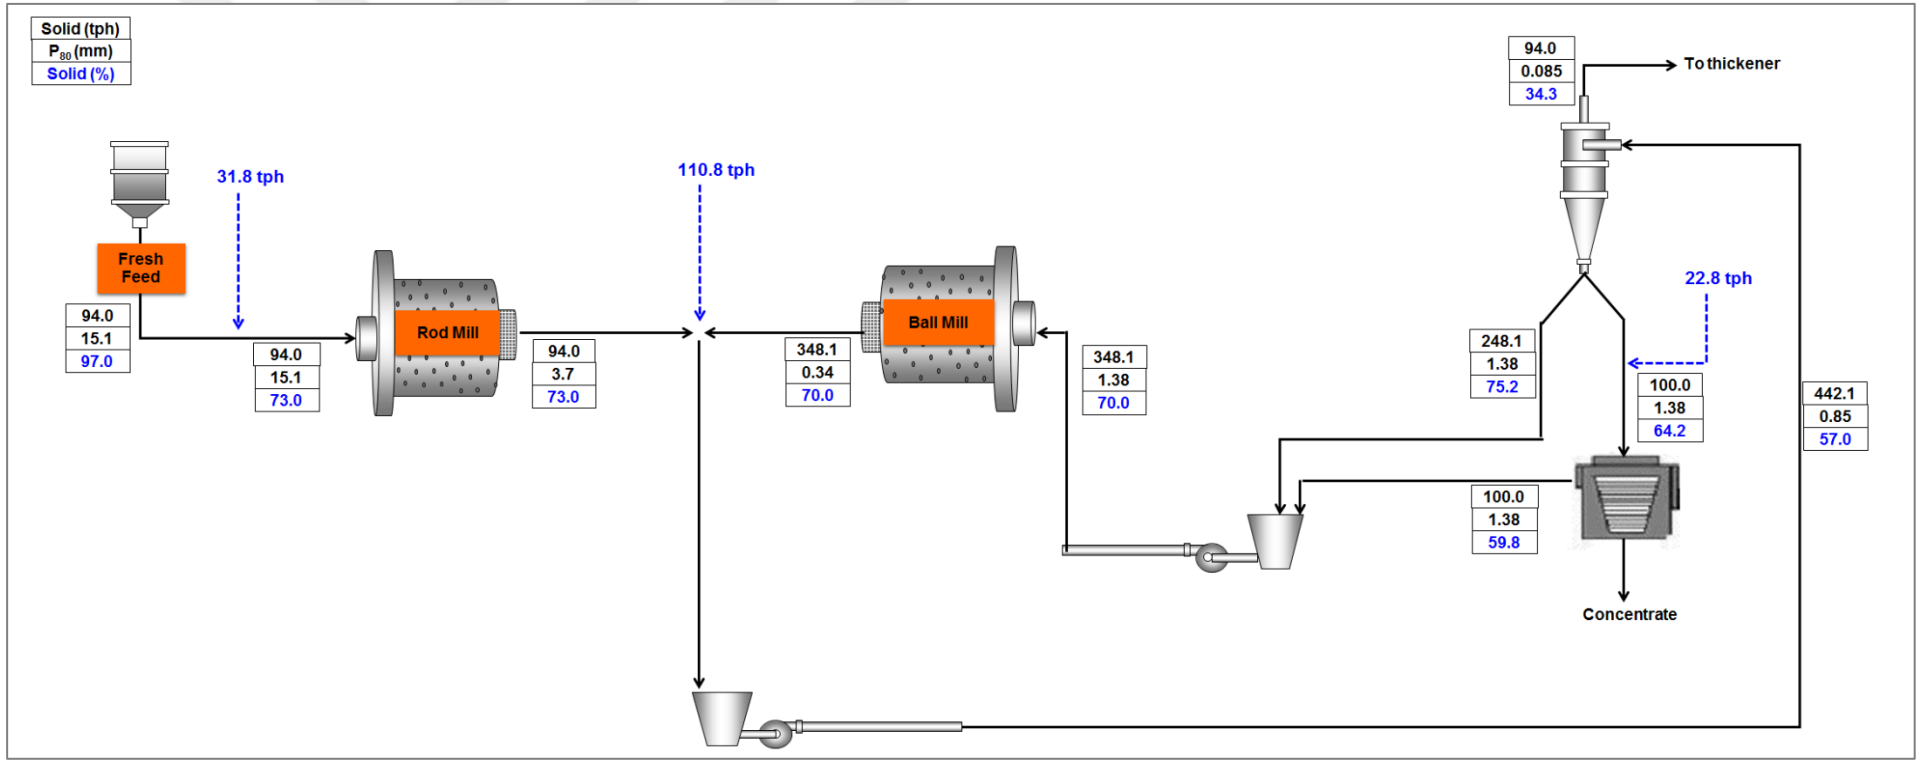 Solid (tph)
P80 (mm)
Solid (%)
94.0
0.085
34.3
To thickener
31.8 tph
110.8 tph
Fresh
Feed
94.0
15.1
97.0
94.0
15.1
73.0
Rod Mill
94.0
3.7
73.0
348.1
0.34
70.0
Ball Mill
348.1
1.38
70.0
22.8 tph
248.1
1.38
75.2
100.0
1.38
64.2
442.1
0.85
57.0
100.0
1.38
59.8
Concentrate